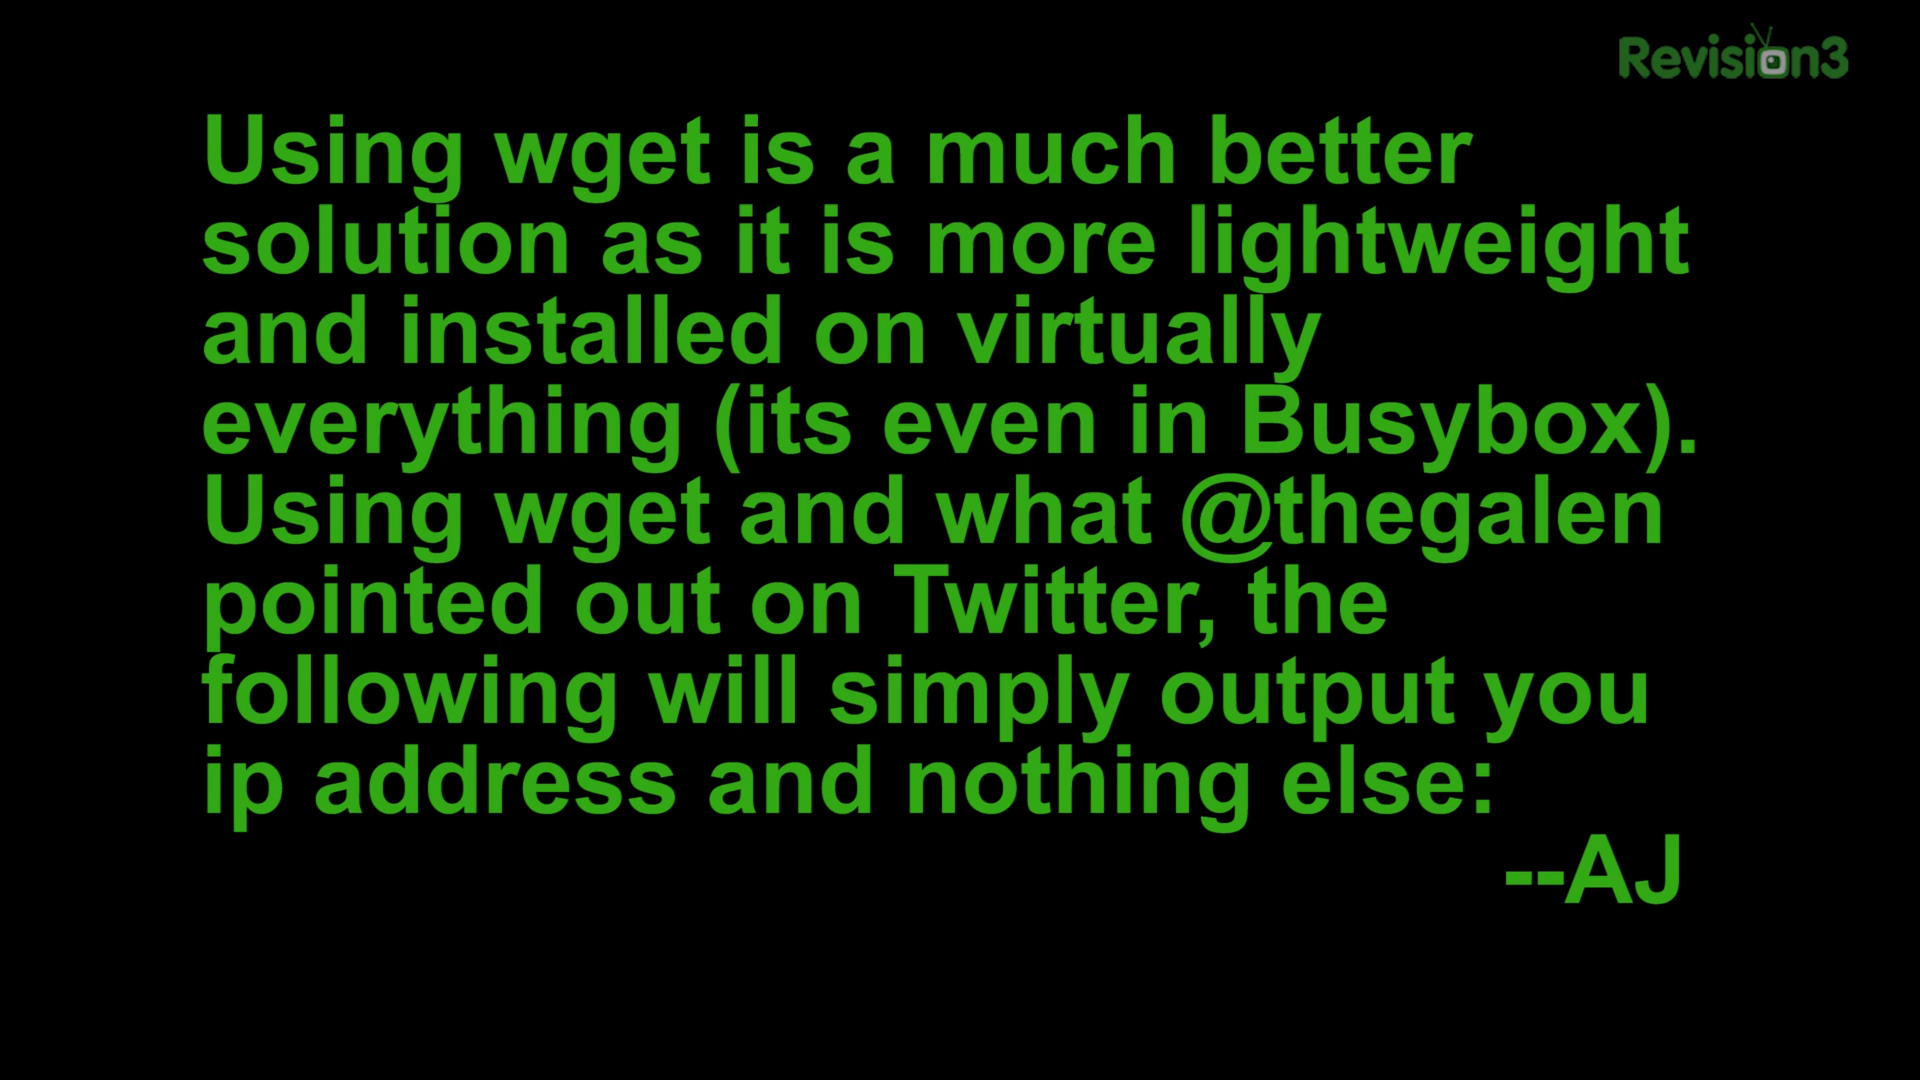 Revision3
Using wget is a much better
solution as it is more lightweight
and installed on virtually
everything (its even in Busybox).
Using wget and what @thegalen
pointed out on Twitter, the
following will simply output you
ip address and nothing else:
--AJ